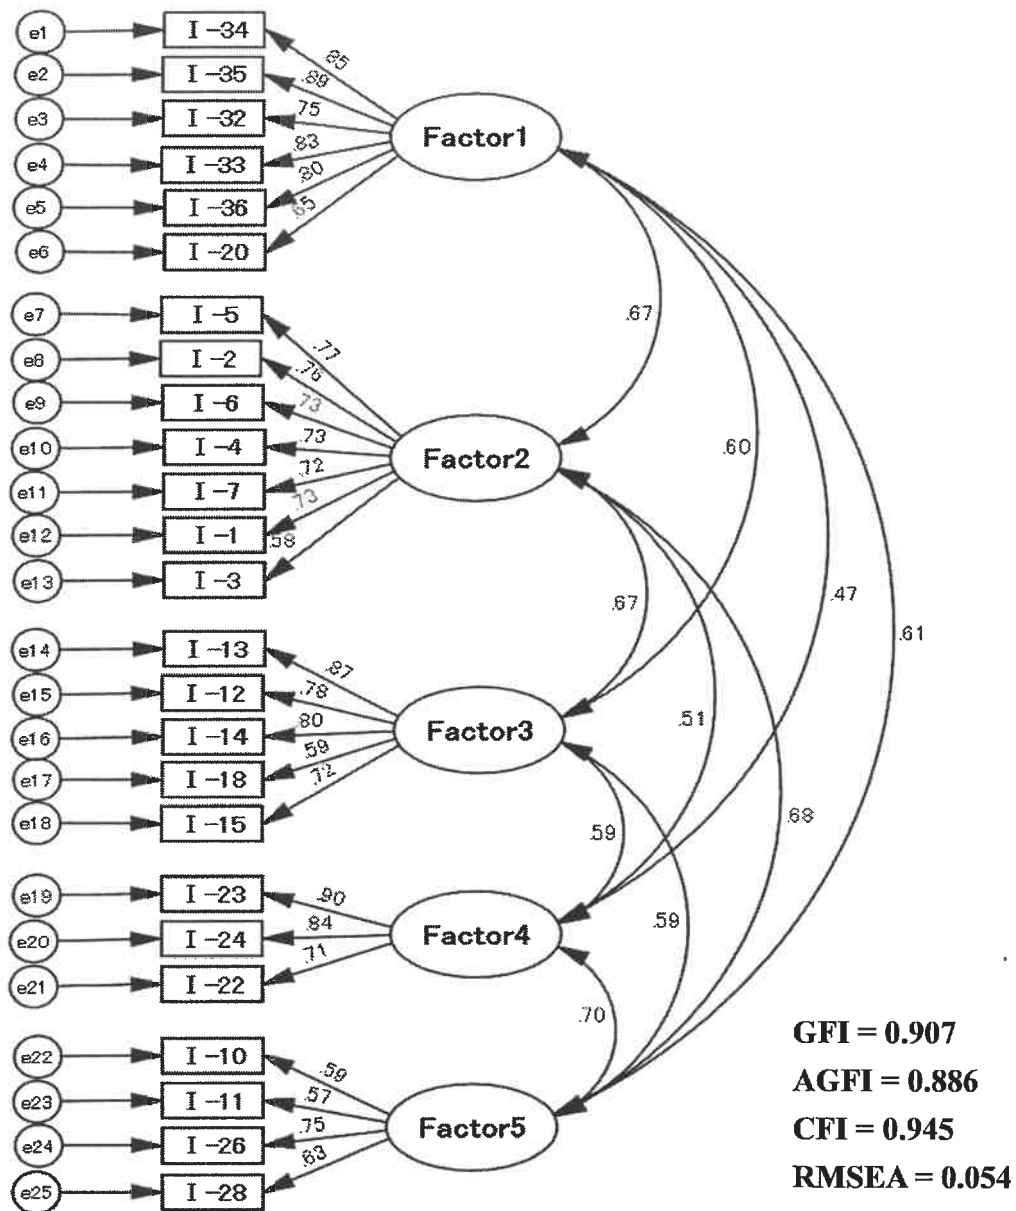 e1 I-34 .85
e2 I-35 .89
e3 I-32 .75
e4 I-33 .83
e5 I-36 .80
e6 I-20 .65
Factor1
e7 I-5 .77
e8 I-2 .76
e9 I-6 .73
e10 I-4 .73
e11 I-7 .72
e12 I-1 .73
e13 I-3 .58
Factor2
e14 I-13 .87
e15 I-12 .78
e16 I-14 .80
e17 I-18 .59
e18 I-15 .72
Factor3
e19 I-23 .90
e20 I-24 .84
e21 I-22 .71
Factor4
e22 I-10 .59
e23 I-11 .57
e24 I-26 .75
e25 I-28 .63
Factor5
.67
.60
.47
.61
.67
.51
.68
.59
.59
.70
GFI = 0.907
AGFI = 0.886
CFI = 0.945
RMSEA = 0.054